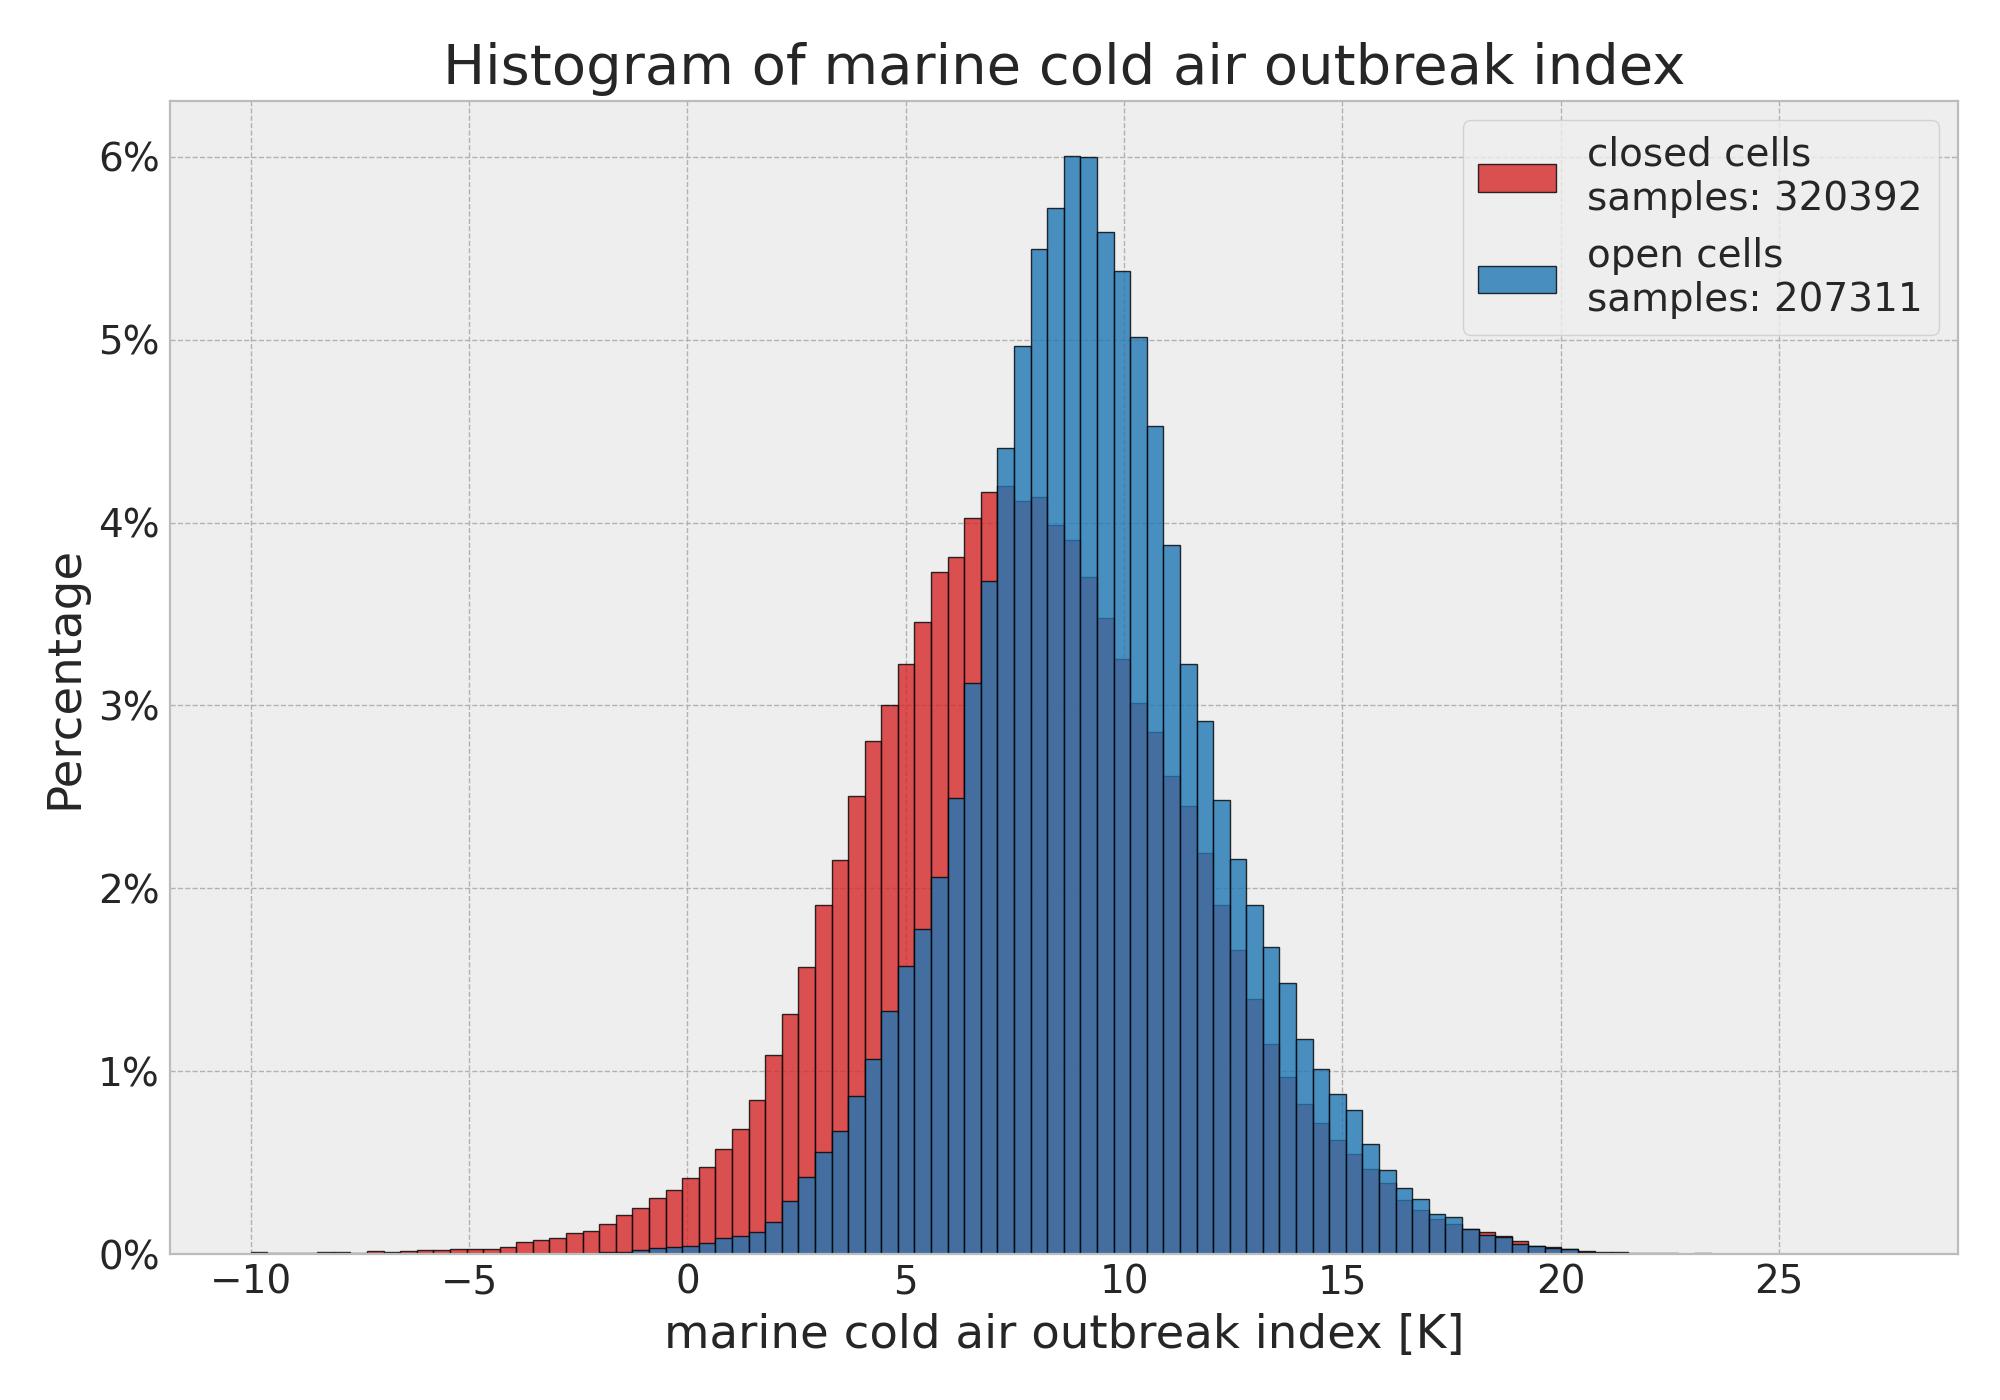 Histogram of marine cold air outbreak index
closed cells
samples: 320392
open cells
samples: 207311
Percentage
6%
5%
4%
3%
2%
1%
0%
−10 −5 0 5 10 15 20 25
marine cold air outbreak index [K]